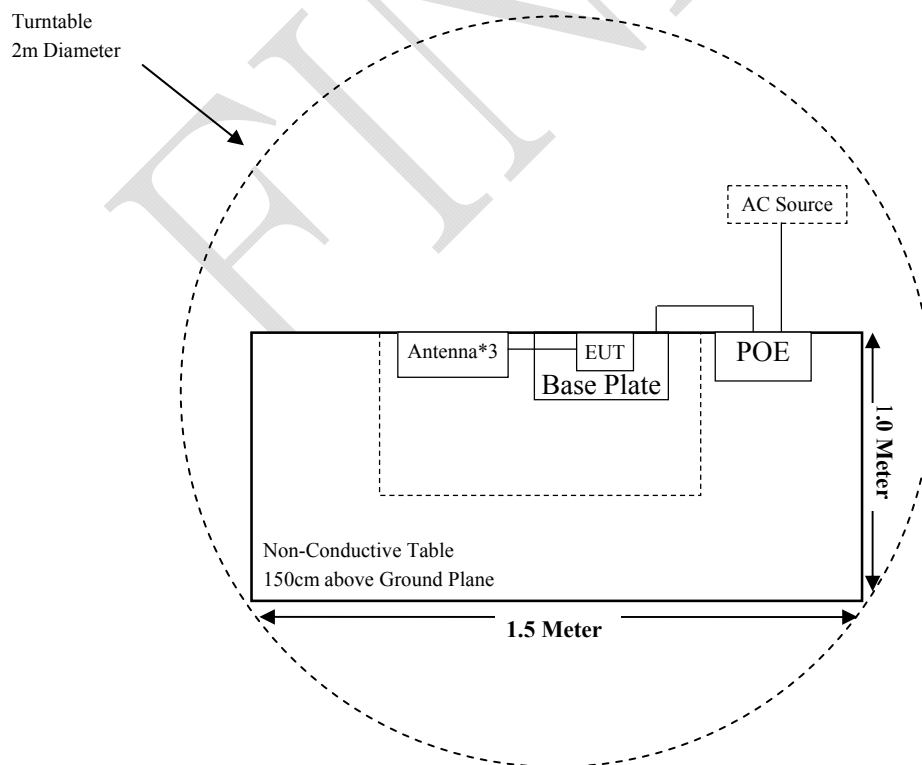 Turntable
2m Diameter
AC Source
Antenna*3
EUT
POE
Base Plate
1.0 Meter
Non-Conductive Table
150cm above Ground Plane
1.5 Meter